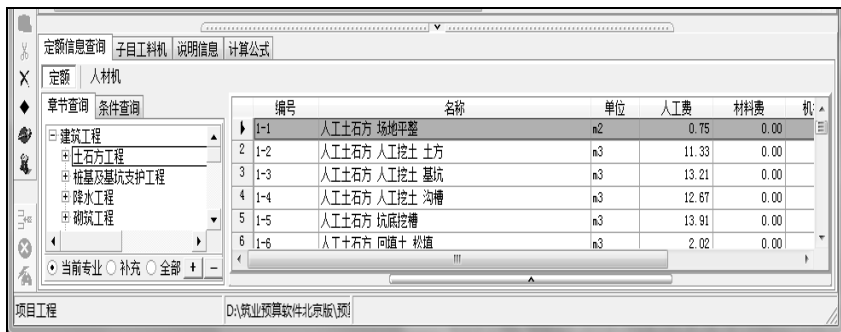 定额信息查询 子目工料机 说明信息 计算公式
定额 人材机
章节查询 条件查询
建筑工程
土石方工程
桩基及基坑支护工程
降水工程
砌筑工程
当前专业 补充 全部 + -
编号 名称 单位 人工费 材料费 机
1-1 人工土石方 场地平整 m2 0.75 0.00
2 1-2 人工土石方 人工挖土 土方 m3 11.33 0.00
3 1-3 人工土石方 人工挖土 基坑 m3 13.21 0.00
4 1-4 人工土石方 人工挖土 沟槽 m3 12.67 0.00
5 1-5 人工土石方 坑底挖槽 m3 13.91 0.00
6 1-6 人工土石方 回填土 松填 m3 2.02 0.00
项目工程 D:\筑业预算软件北京版\预